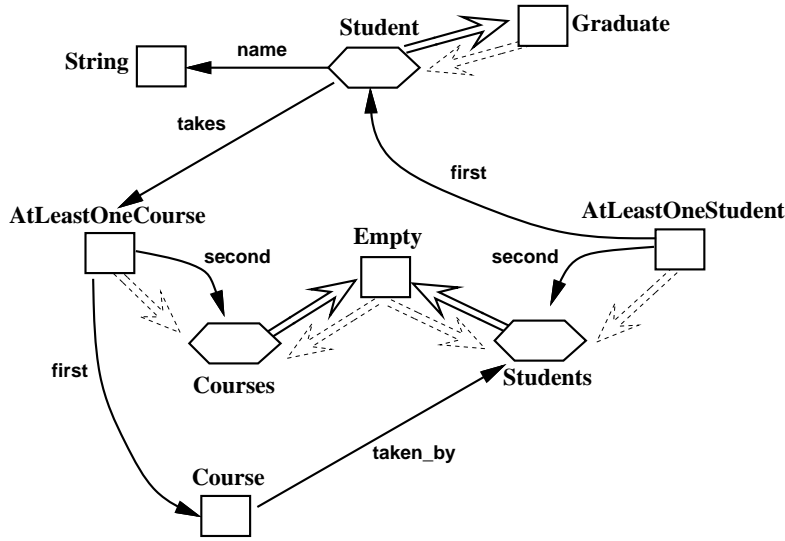 Student
Graduate
name
String
takes
first
AtLeastOneCourse
AtLeastOneStudent
Empty
second
second
first
Courses
Students
taken_by
Course